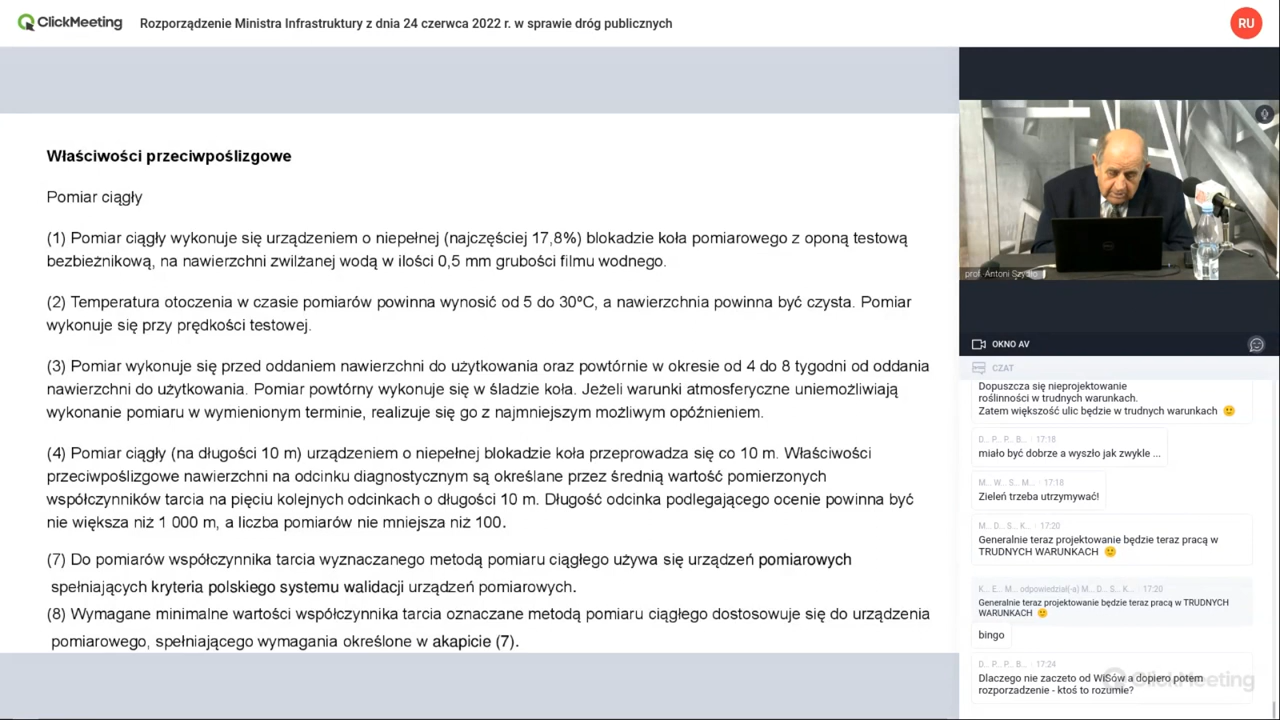 ClickMeeting
Rozporządzenie Ministra Infrastruktury z dnia 24 czerwca 2022 r. w sprawie dróg publicznych
RU
Właściwości przeciwpoślizgowe
Pomiar ciągły
(1) Pomiar ciągły wykonuje się urządzeniem o niepełnej (najczęściej 17,8%) blokadzie koła pomiarowego z oponą testową
bezbieżnikową, na nawierzchni zwilżanej wodą w ilości 0,5 mm grubości filmu wodnego.
(2) Temperatura otoczenia w czasie pomiarów powinna wynosić od 5 do 30°C, a nawierzchnia powinna być czysta. Pomiar
wykonuje się przy prędkości testowej.
(3) Pomiar wykonuje się przed oddaniem nawierzchni do użytkowania oraz powtórnie w okresie od 4 do 8 tygodni od oddania
nawierzchni do użytkowania. Pomiar powtórny wykonuje się w śladzie koła. Jeżeli warunki atmosferyczne uniemożliwiają
wykonanie pomiaru w wymienionym terminie, realizuje się go z najmniejszym możliwym opóźnieniem.
(4) Pomiar ciągły (na długości 10 m) urządzeniem o niepełnej blokadzie koła przeprowadza się co 10 m. Właściwości
przeciwpoślizgowe nawierzchni na odcinku diagnostycznym są określane przez średnią wartość pomierzonych
współczynników tarcia na pięciu kolejnych odcinkach o długości 10 m. Długość odcinka podlegającego ocenie powinna być
nie większa niż 1 000 m, a liczba pomiarów nie mniejsza niż 100.
(7) Do pomiarów współczynnika tarcia wyznaczanego metodą pomiaru ciągłego używa się urządzeń pomiarowych
spełniających kryteria polskiego systemu walidacji urządzeń pomiarowych.
(8) Wymagane minimalne wartości współczynnika tarcia oznaczane metodą pomiaru ciągłego dostosowuje się do urządzenia
pomiarowego, spełniającego wymagania określone w akapicie (7).
prof. Antoni Szydło
OKNO AV
CZAT
Dopuszcza się nieprojektowanie
roślinności w trudnych warunkach.
Zatem większość ulic będzie w trudnych warunkach 🙂
D... P... P... B... · 17:18
miało być dobrze a wyszło jak zwykle ...
M... W... S... M... · 17:18
Zieleń trzeba utrzymywać!
M... D... S... K... · 17:20
Generalnie teraz projektowanie będzie teraz pracą w
TRUDNYCH WARUNKACH 🙂
K... E... M... odpowiedział(-a) M... D... S... K... · 17:20
Generalnie teraz projektowanie będzie teraz pracą w TRUDNYCH
WARUNKACH 🙂
bingo
D... P... P... B... · 17:24
Dlaczego nie zaczeto od WiSów a dopiero potem
rozporzadzenie - ktoś to rozumie?
ClickMeeting